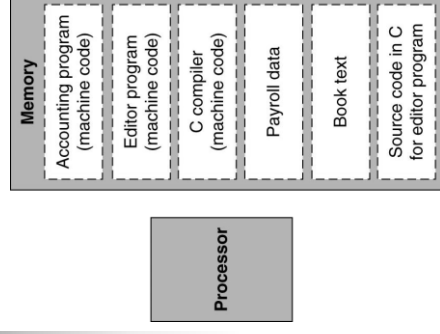 Memory
Accounting program
(machine code)
Editor program
(machine code)
C compiler
(machine code)
Payroll data
Book text
Source code in C
for editor program
Processor